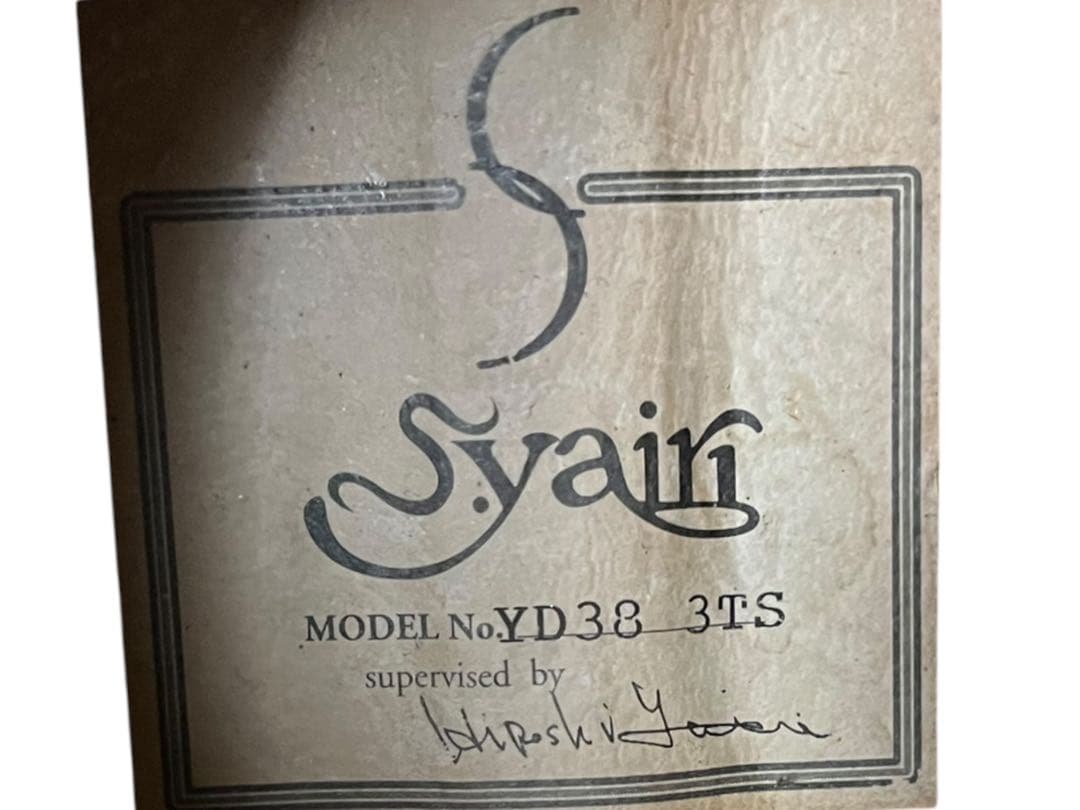 S.yairi
MODEL No.YD38 3TS
supervised by
Hiroshi Yairi